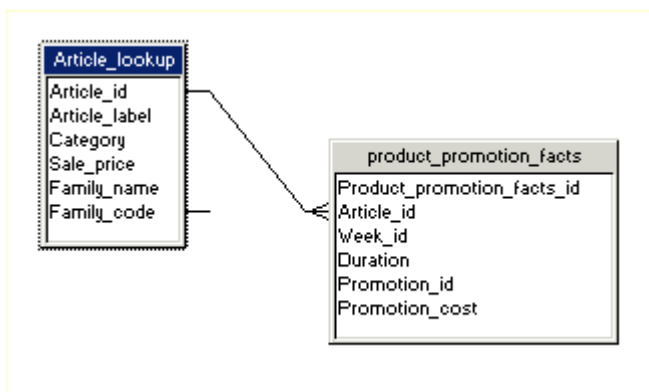 Article_lookup
Article_id
Article_label
Category
Sale_price
Family_name
Family_code
product_promotion_facts
Product_promotion_facts_id
Article_id
Week_id
Duration
Promotion_id
Promotion_cost